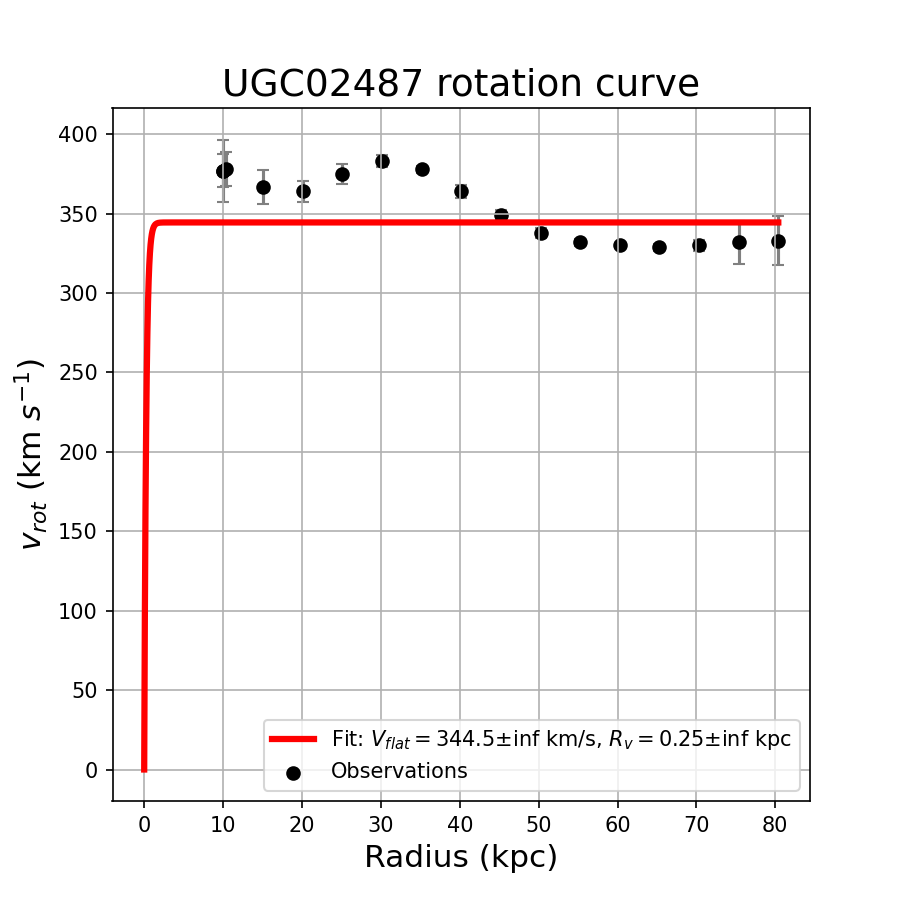 UGC02487 rotation curve
400
350
300
250
200
150
100
50
0
v_rot (km s⁻¹)
Fit: V_flat = 344.5±inf km/s, R_v = 0.25±inf kpc
Observations
0 10 20 30 40 50 60 70 80
Radius (kpc)